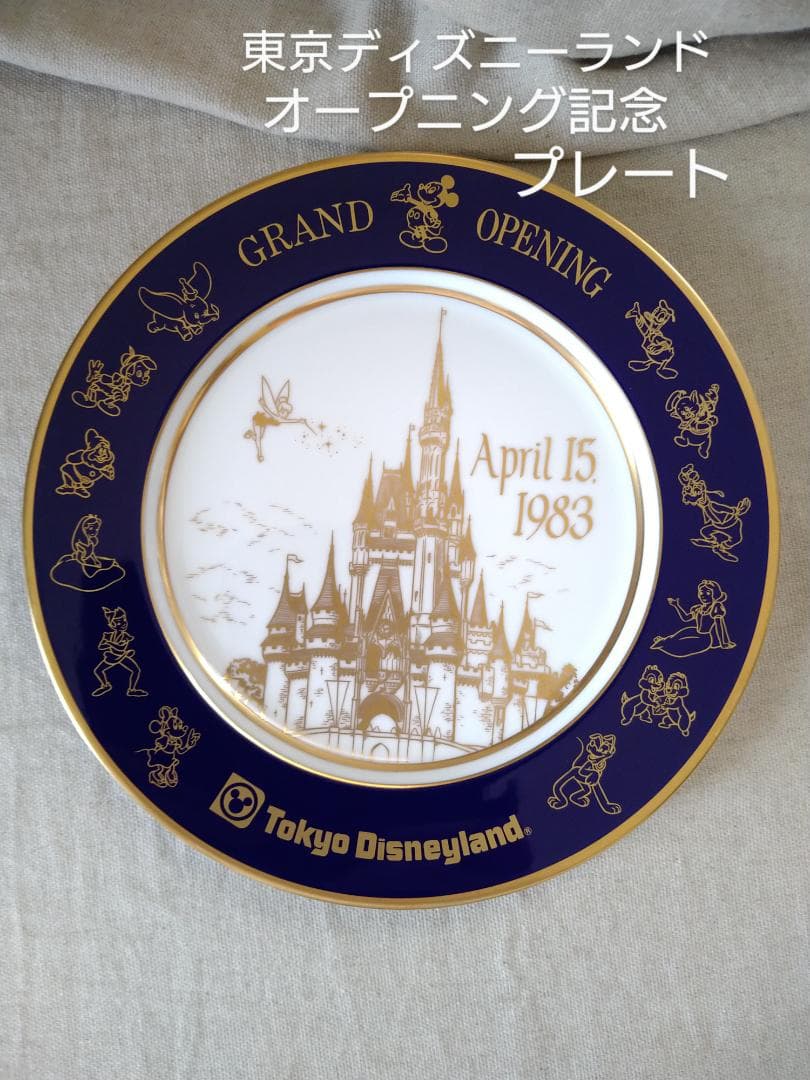 東京ディズニーランド
オープニング記念
プレート
GRAND OPENING
April 15,
1983
Tokyo Disneyland®